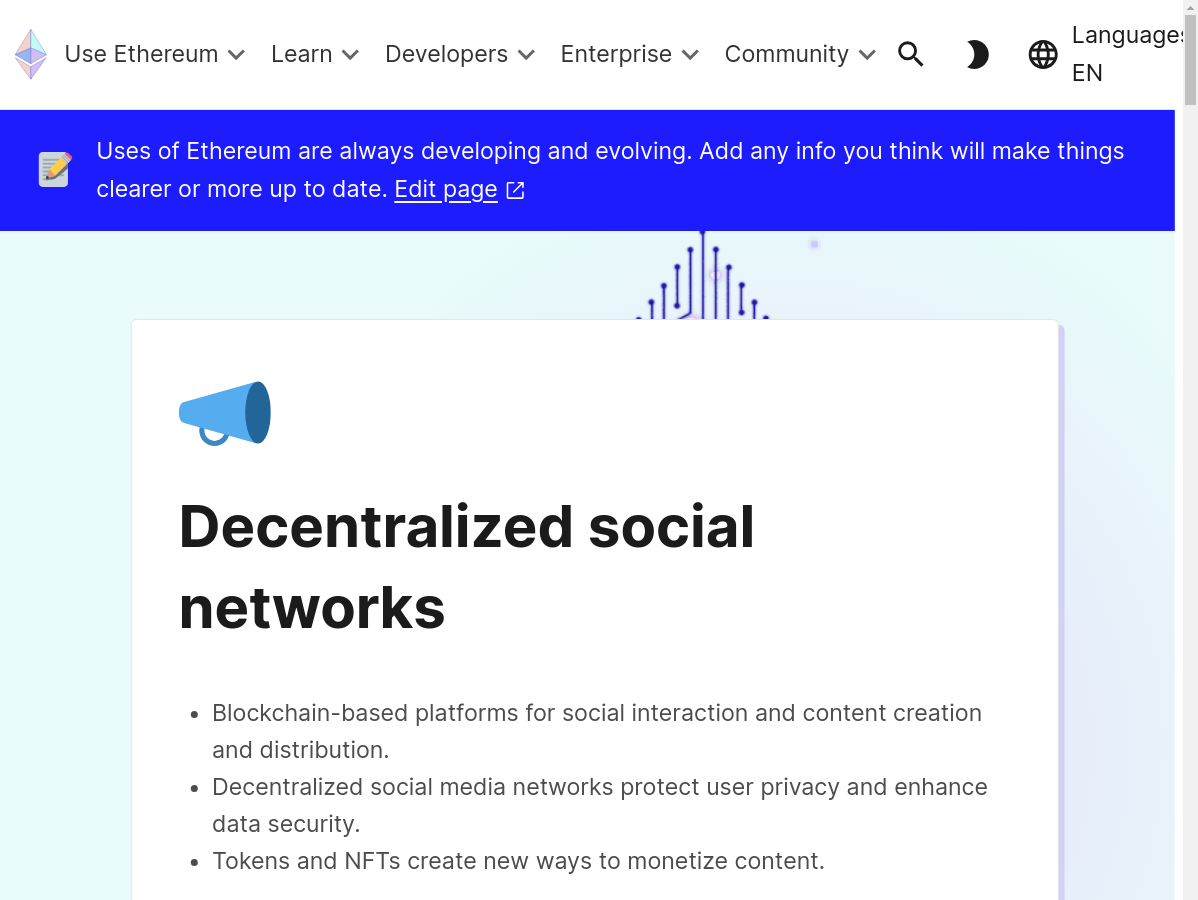 Use Ethereum
Learn
Developers
Enterprise
Community
Languages
EN
Uses of Ethereum are always developing and evolving. Add any info you think will make things
clearer or more up to date. Edit page
Decentralized social
networks
• Blockchain-based platforms for social interaction and content creation
and distribution.
• Decentralized social media networks protect user privacy and enhance
data security.
• Tokens and NFTs create new ways to monetize content.